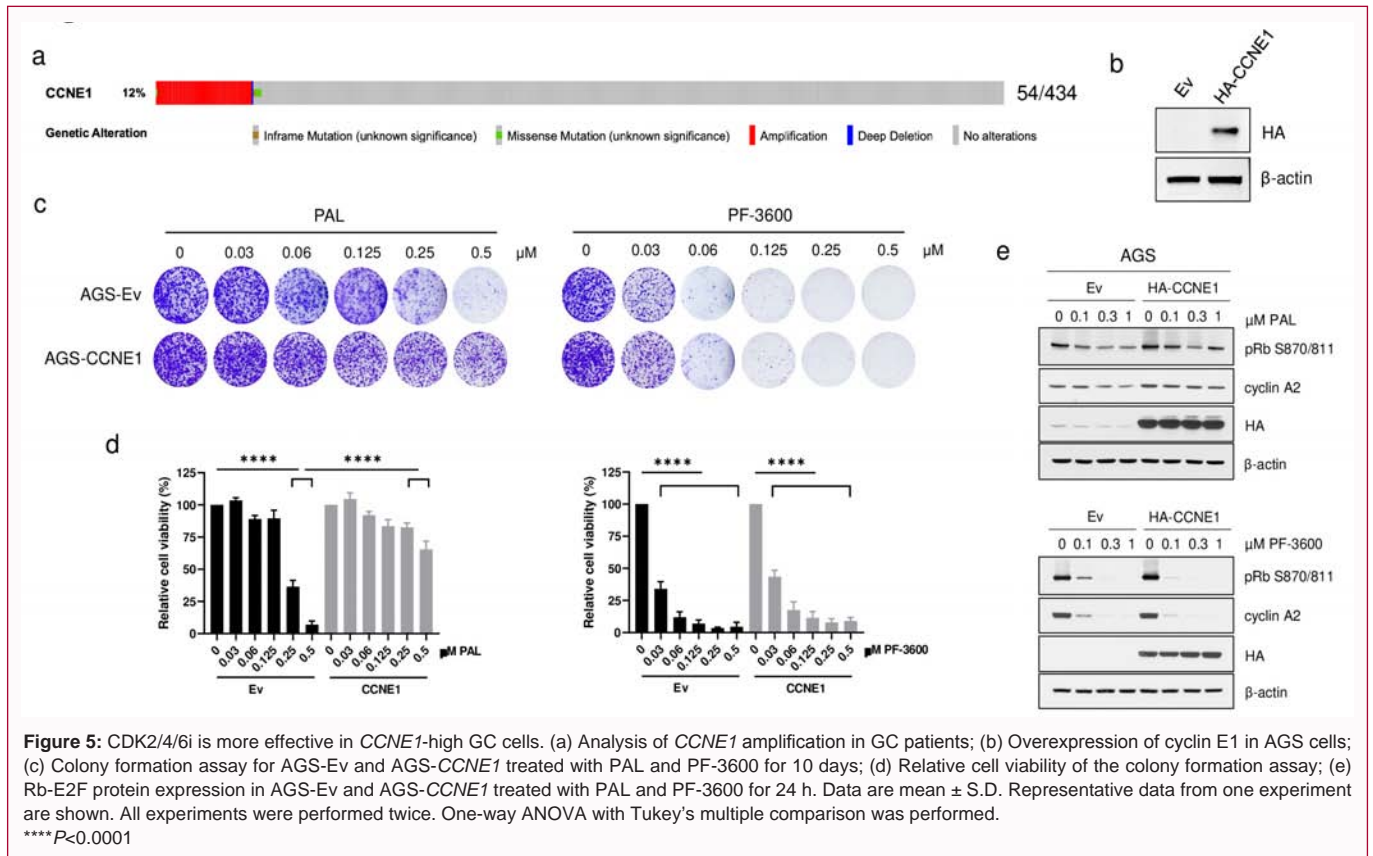 a
CCNE1 12% 54/434
Genetic Alteration Inframe Mutation (unknown significance) Missense Mutation (unknown significance) Amplification Deep Deletion No alterations
b
Ev HA-CCNE1
HA
β-actin
c
PAL PF-3600
0 0.03 0.06 0.125 0.25 0.5 μM 0 0.03 0.06 0.125 0.25 0.5 μM
AGS-Ev
AGS-CCNE1
d
**** ****
Relative cell viability (%)
125
100
75
50
25
0
0 0.03 0.06 0.125 0.25 0.5 0 0.03 0.06 0.125 0.25 0.5 μM PAL
Ev CCNE1
**** ****
Relative cell viability (%)
125
100
75
50
25
0
0 0.03 0.06 0.125 0.25 0.5 0 0.03 0.06 0.125 0.25 0.5 μM PF-3600
Ev CCNE1
e
AGS
Ev HA-CCNE1
0 0.1 0.3 1 0 0.1 0.3 1 μM PAL
pRb S870/811
cyclin A2
HA
β-actin
Ev HA-CCNE1
0 0.1 0.3 1 0 0.1 0.3 1 μM PF-3600
pRb S870/811
cyclin A2
HA
β-actin
Figure 5: CDK2/4/6i is more effective in CCNE1-high GC cells. (a) Analysis of CCNE1 amplification in GC patients; (b) Overexpression of cyclin E1 in AGS cells;
(c) Colony formation assay for AGS-Ev and AGS-CCNE1 treated with PAL and PF-3600 for 10 days; (d) Relative cell viability of the colony formation assay; (e)
Rb-E2F protein expression in AGS-Ev and AGS-CCNE1 treated with PAL and PF-3600 for 24 h. Data are mean ± S.D. Representative data from one experiment
are shown. All experiments were performed twice. One-way ANOVA with Tukey's multiple comparison was performed.
****P<0.0001